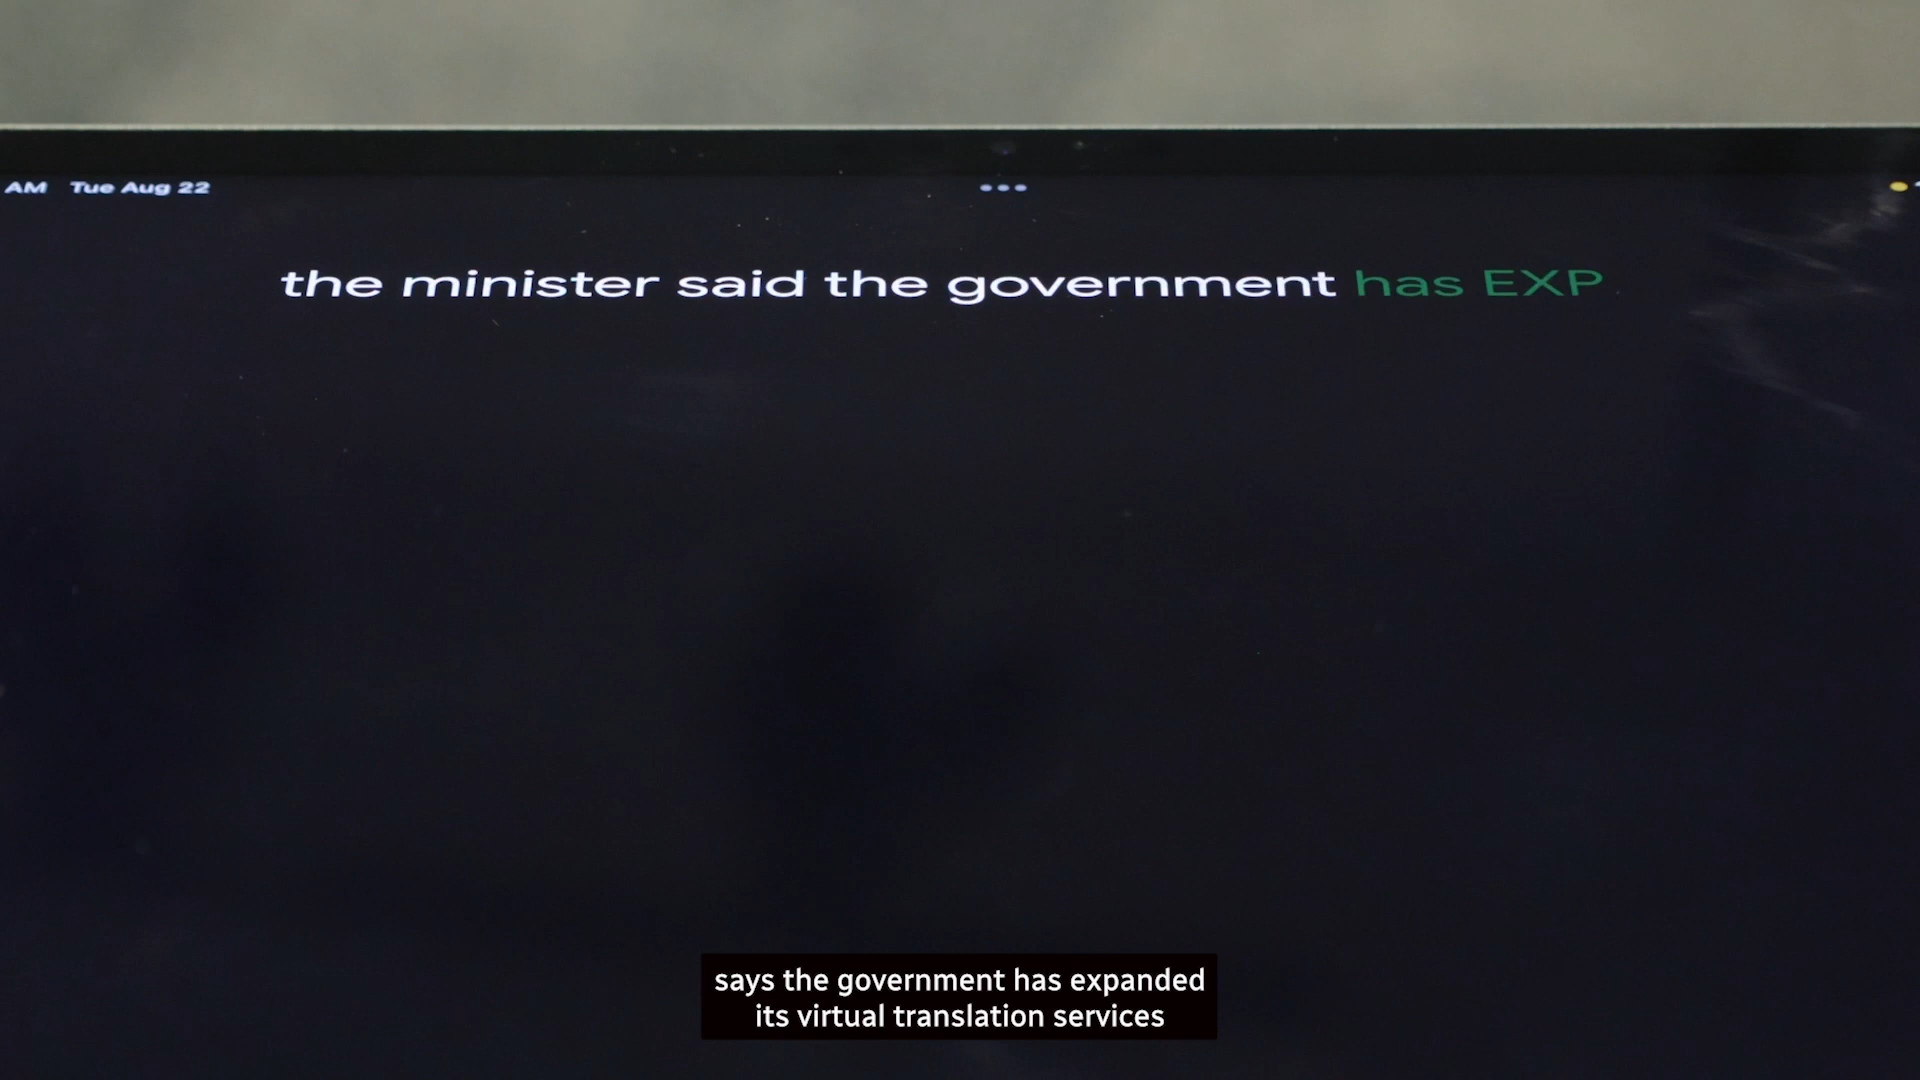 AM Tue Aug 22
the minister said the government has EXP
says the government has expanded
its virtual translation services